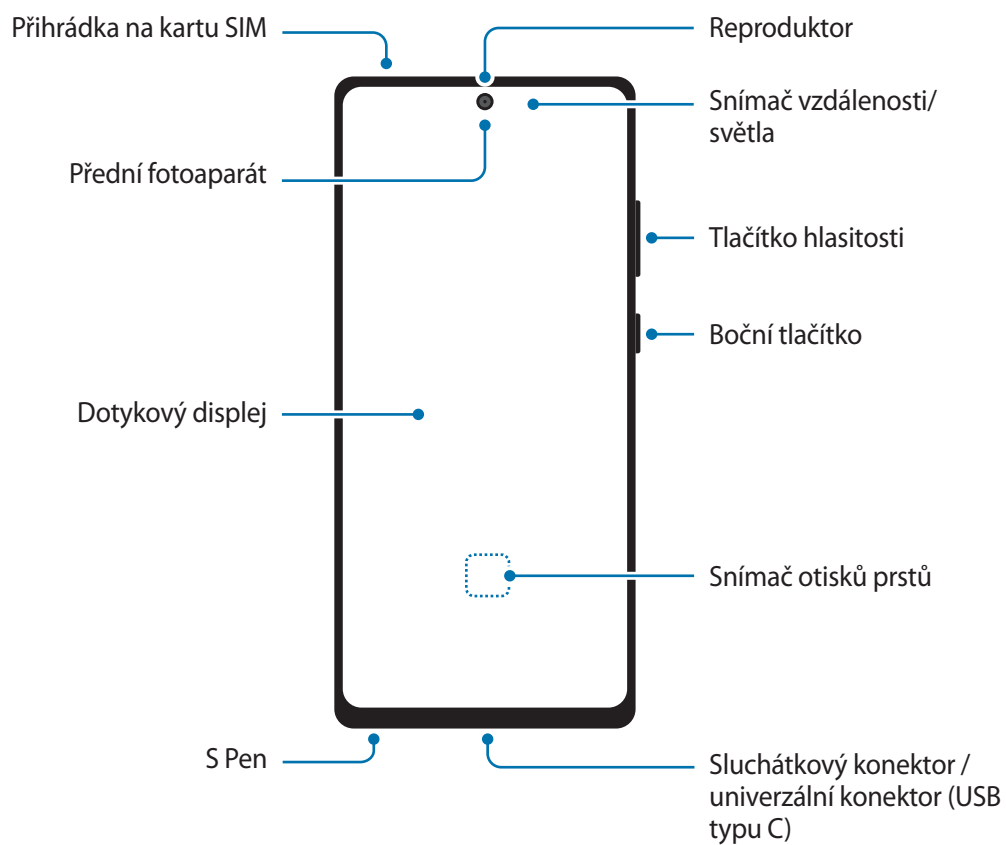 Přihrádka na kartu SIM
Reproduktor
Snímač vzdálenosti/
světla
Přední fotoaparát
Tlačítko hlasitosti
Boční tlačítko
Dotykový displej
Snímač otisků prstů
S Pen
Sluchátkový konektor /
univerzální konektor (USB
typu C)